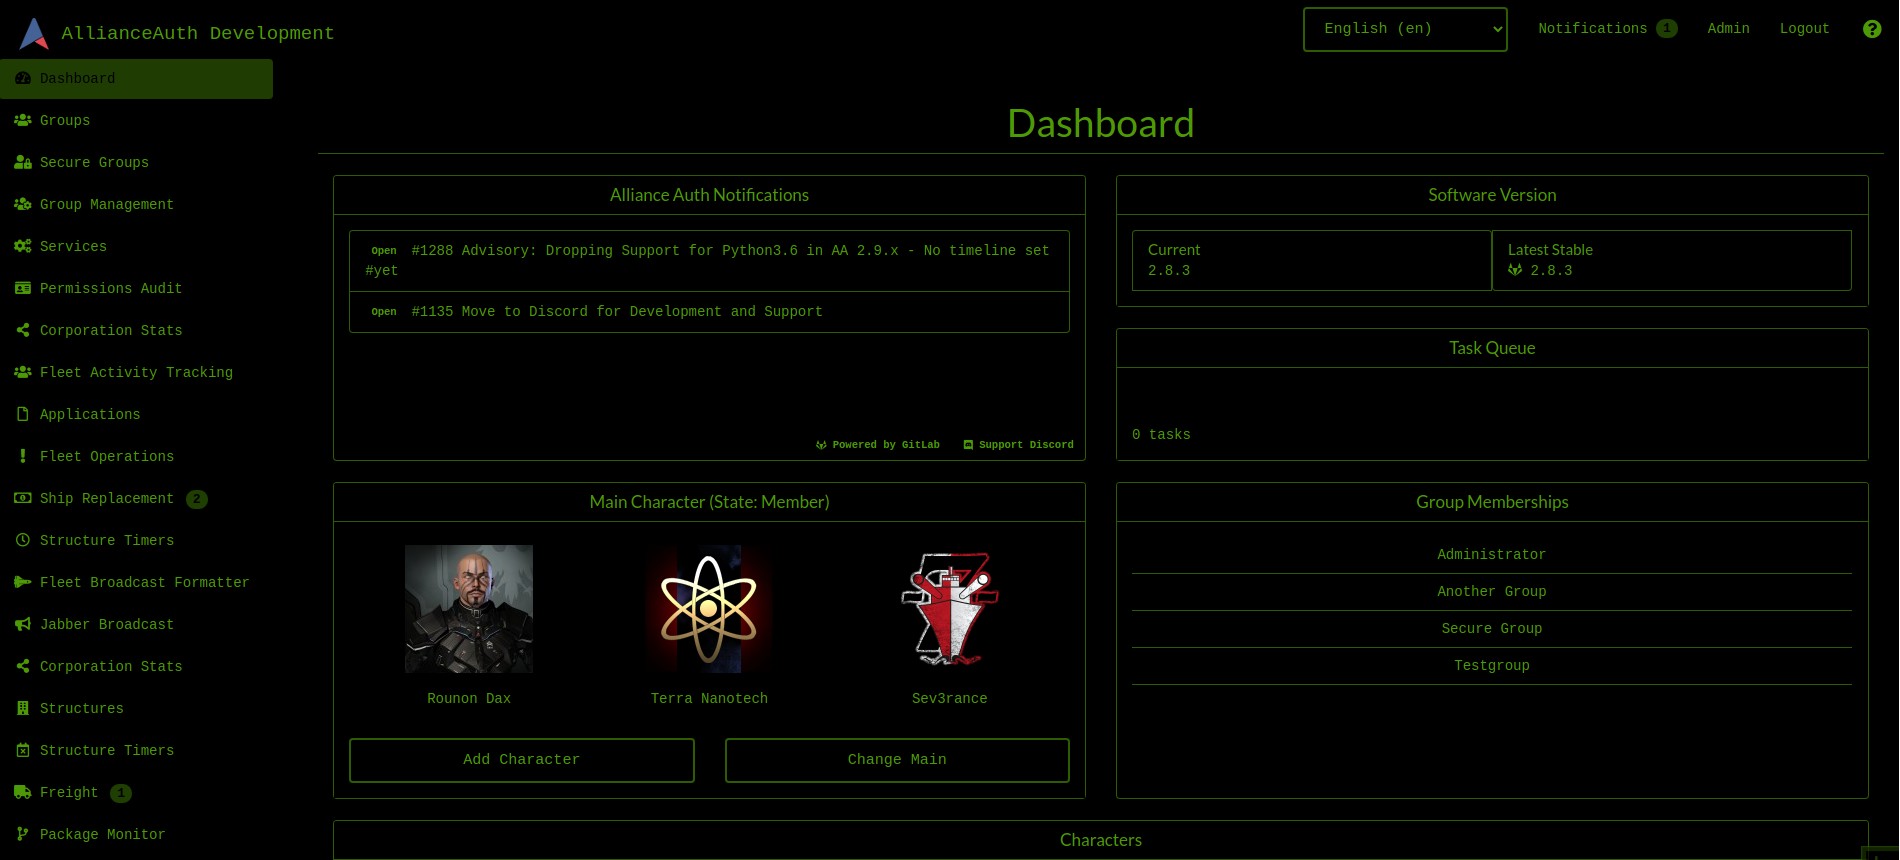 AllianceAuth Development
English (en)
Notifications 1
Admin
Logout
Dashboard
Groups
Secure Groups
Group Management
Services
Permissions Audit
Corporation Stats
Fleet Activity Tracking
Applications
Fleet Operations
Ship Replacement 2
Structure Timers
Fleet Broadcast Formatter
Jabber Broadcast
Corporation Stats
Structures
Structure Timers
Freight 1
Package Monitor
Dashboard
Alliance Auth Notifications
Open #1288 Advisory: Dropping Support for Python3.6 in AA 2.9.x - No timeline set
#yet
Open #1135 Move to Discord for Development and Support
Powered by GitLab
Support Discord
Software Version
Current
2.8.3
Latest Stable
2.8.3
Task Queue
0 tasks
Main Character (State: Member)
Rounon Dax
Terra Nanotech
Sev3rance
Add Character
Change Main
Group Memberships
Administrator
Another Group
Secure Group
Testgroup
Characters